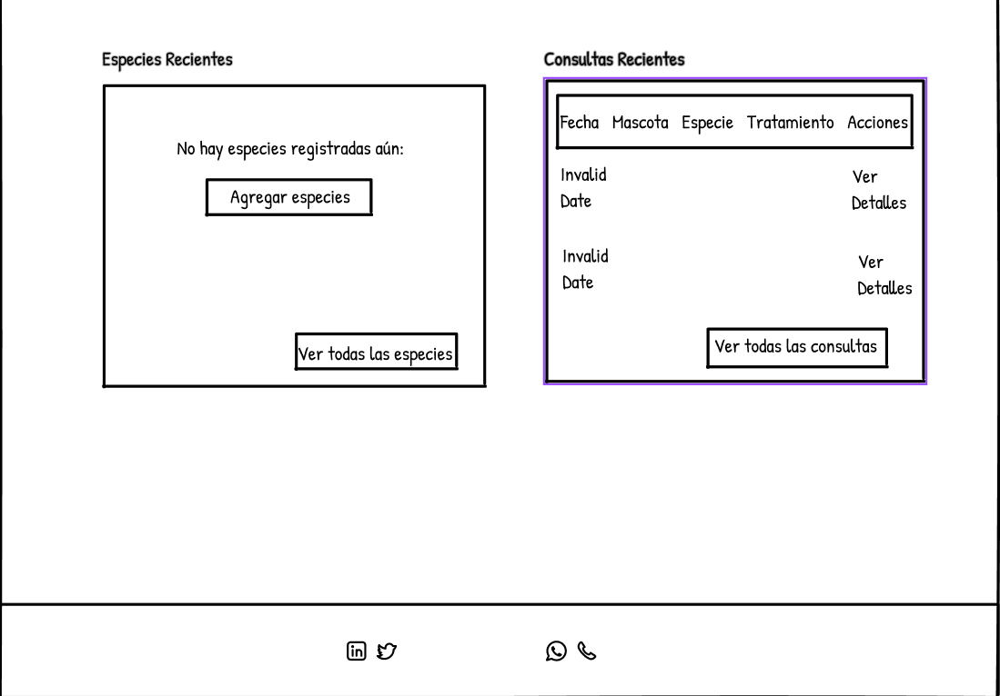 Especies Recientes
No hay especies registradas aún:
Agregar especies
Ver todas las especies
Consultas Recientes
Fecha Mascota Especie Tratamiento Acciones
Invalid
Date
Ver
Detalles
Invalid
Date
Ver
Detalles
Ver todas las consultas
in